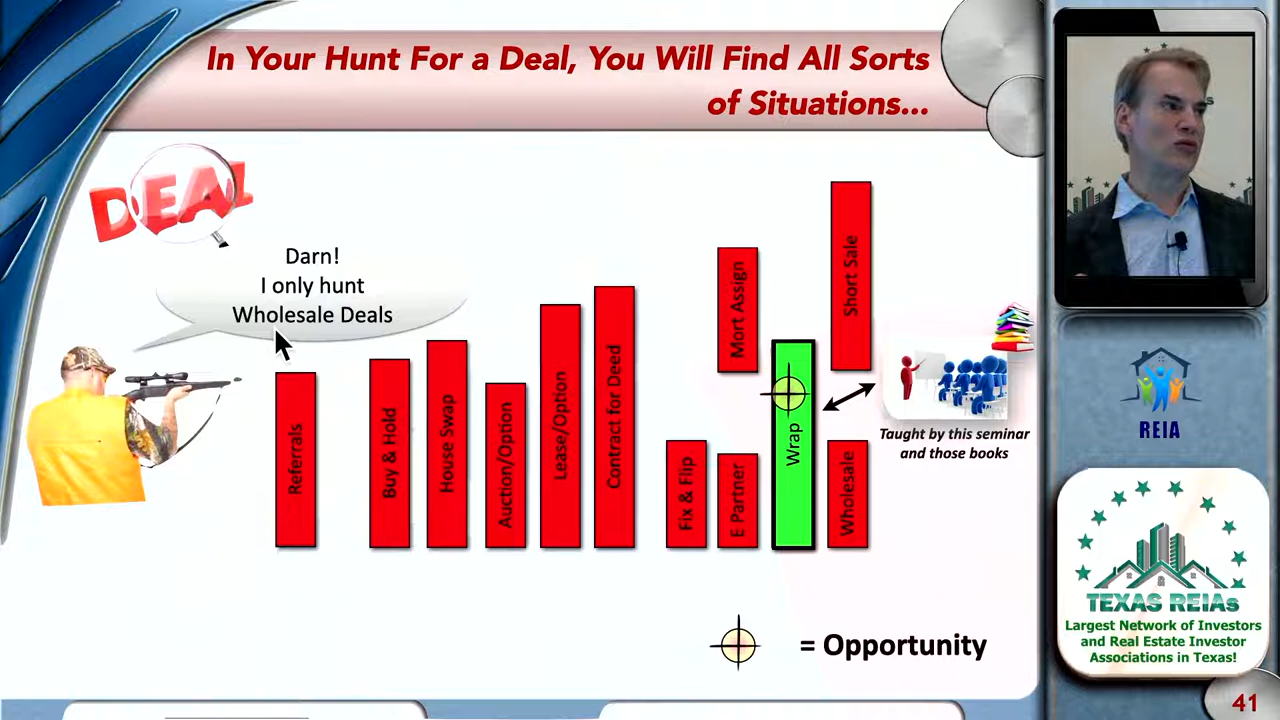 In Your Hunt For a Deal, You Will Find All Sorts
of Situations...
DEAL
Darn!
I only hunt
Wholesale Deals
Referrals
Buy & Hold
House Swap
Auction/Option
Lease/Option
Contract for Deed
Fix & Flip
Mort Assign
E Partner
Wrap
Short Sale
Wholesale
Taught by this seminar
and those books
= Opportunity
REIA
TEXAS REIAs
Largest Network of Investors
and Real Estate Investor
Associations in Texas!
41